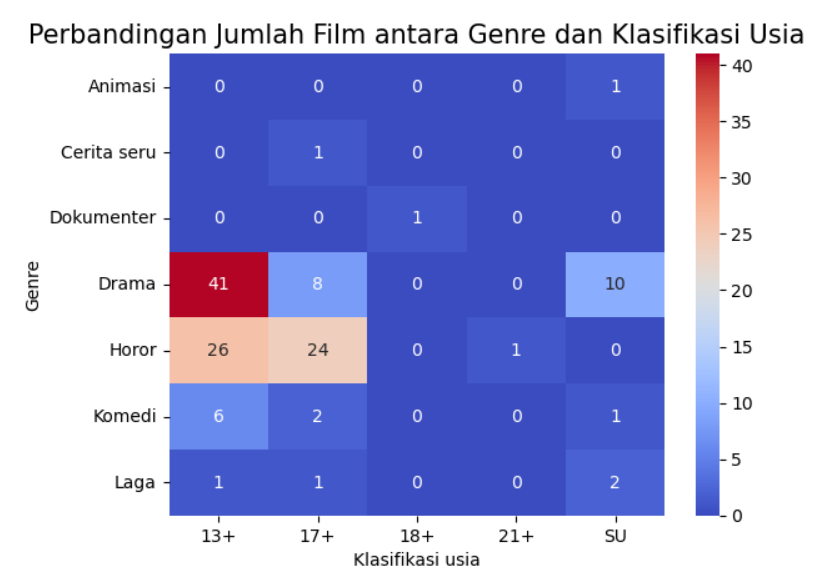 Perbandingan Jumlah Film antara Genre dan Klasifikasi Usia
Genre
Animasi 0 0 0 0 1
Cerita seru 0 1 0 0 0
Dokumenter 0 0 1 0 0
Drama 41 8 0 0 10
Horor 26 24 0 1 0
Komedi 6 2 0 0 1
Laga 1 1 0 0 2
13+ 17+ 18+ 21+ SU
Klasifikasi usia
40
35
30
25
20
15
10
5
0